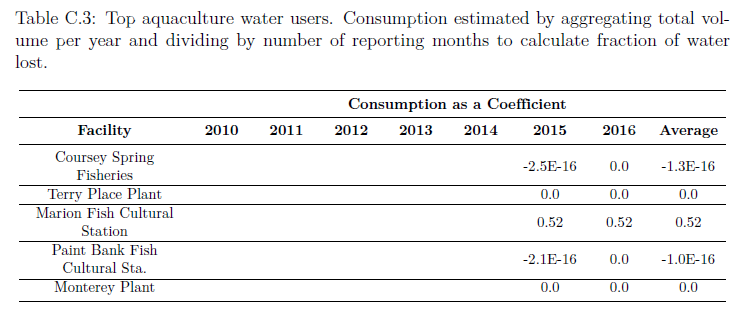 Table C.3: Top aquaculture water users. Consumption estimated by aggregating total vol-
ume per year and dividing by number of reporting months to calculate fraction of water
lost.
Consumption as a Coefficient
Facility 2010 2011 2012 2013 2014 2015 2016 Average
Coursey Spring
Fisheries -2.5E-16 0.0 -1.3E-16
Terry Place Plant 0.0 0.0 0.0
Marion Fish Cultural
Station 0.52 0.52 0.52
Paint Bank Fish
Cultural Sta. -2.1E-16 0.0 -1.0E-16
Monterey Plant 0.0 0.0 0.0